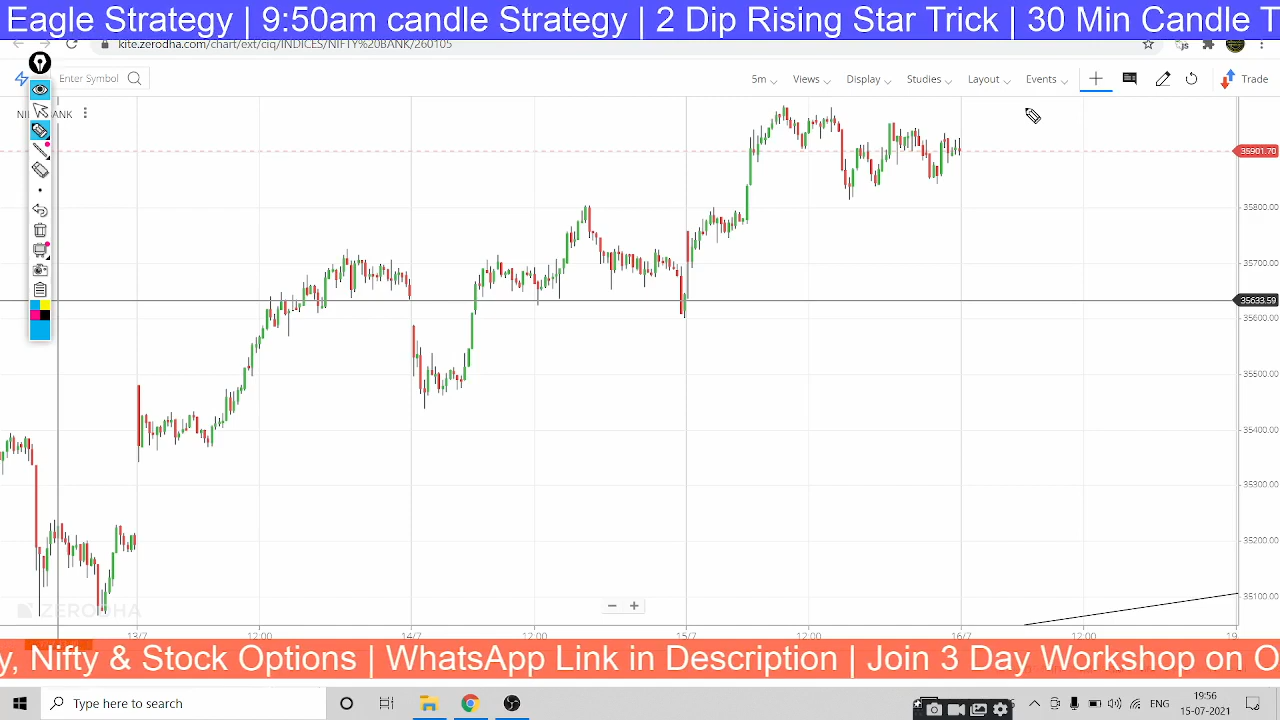 Eagle Strategy | 9:50am candle Strategy | 2 Dip Rising Star Trick | 30 Min Candle T
kite.zerodha.com/chart/ext/ciq/INDICES/NIFTY%20BANK/260105
Enter Symbol
5m Views Display Studies Layout Events Trade
BANK
35901.70
35800.00
35700.00
35633.59
35600.00
35500.00
35400.00
35300.00
35200.00
35100.00
ZERODHA
13/7 12:00 14/7 12:00 15/7 12:00 16/7 12:00 19
y, Nifty & Stock Options | WhatsApp Link in Description | Join 3 Day Workshop on O
Type here to search
ENG
19:56
15-07-2021